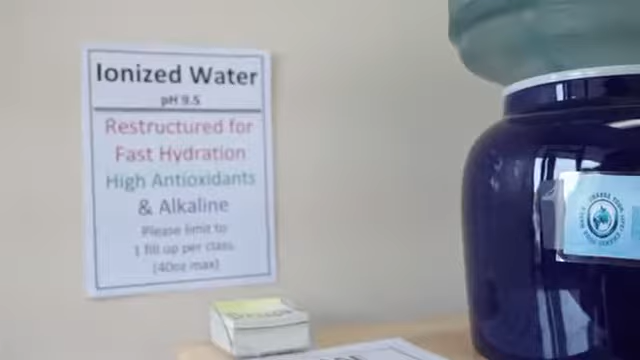 Ionized Water
pH 9.5
Restructured for
Fast Hydration
High Antioxidants
& Alkaline
Please limit to
1 fill up per class.
(40oz max)